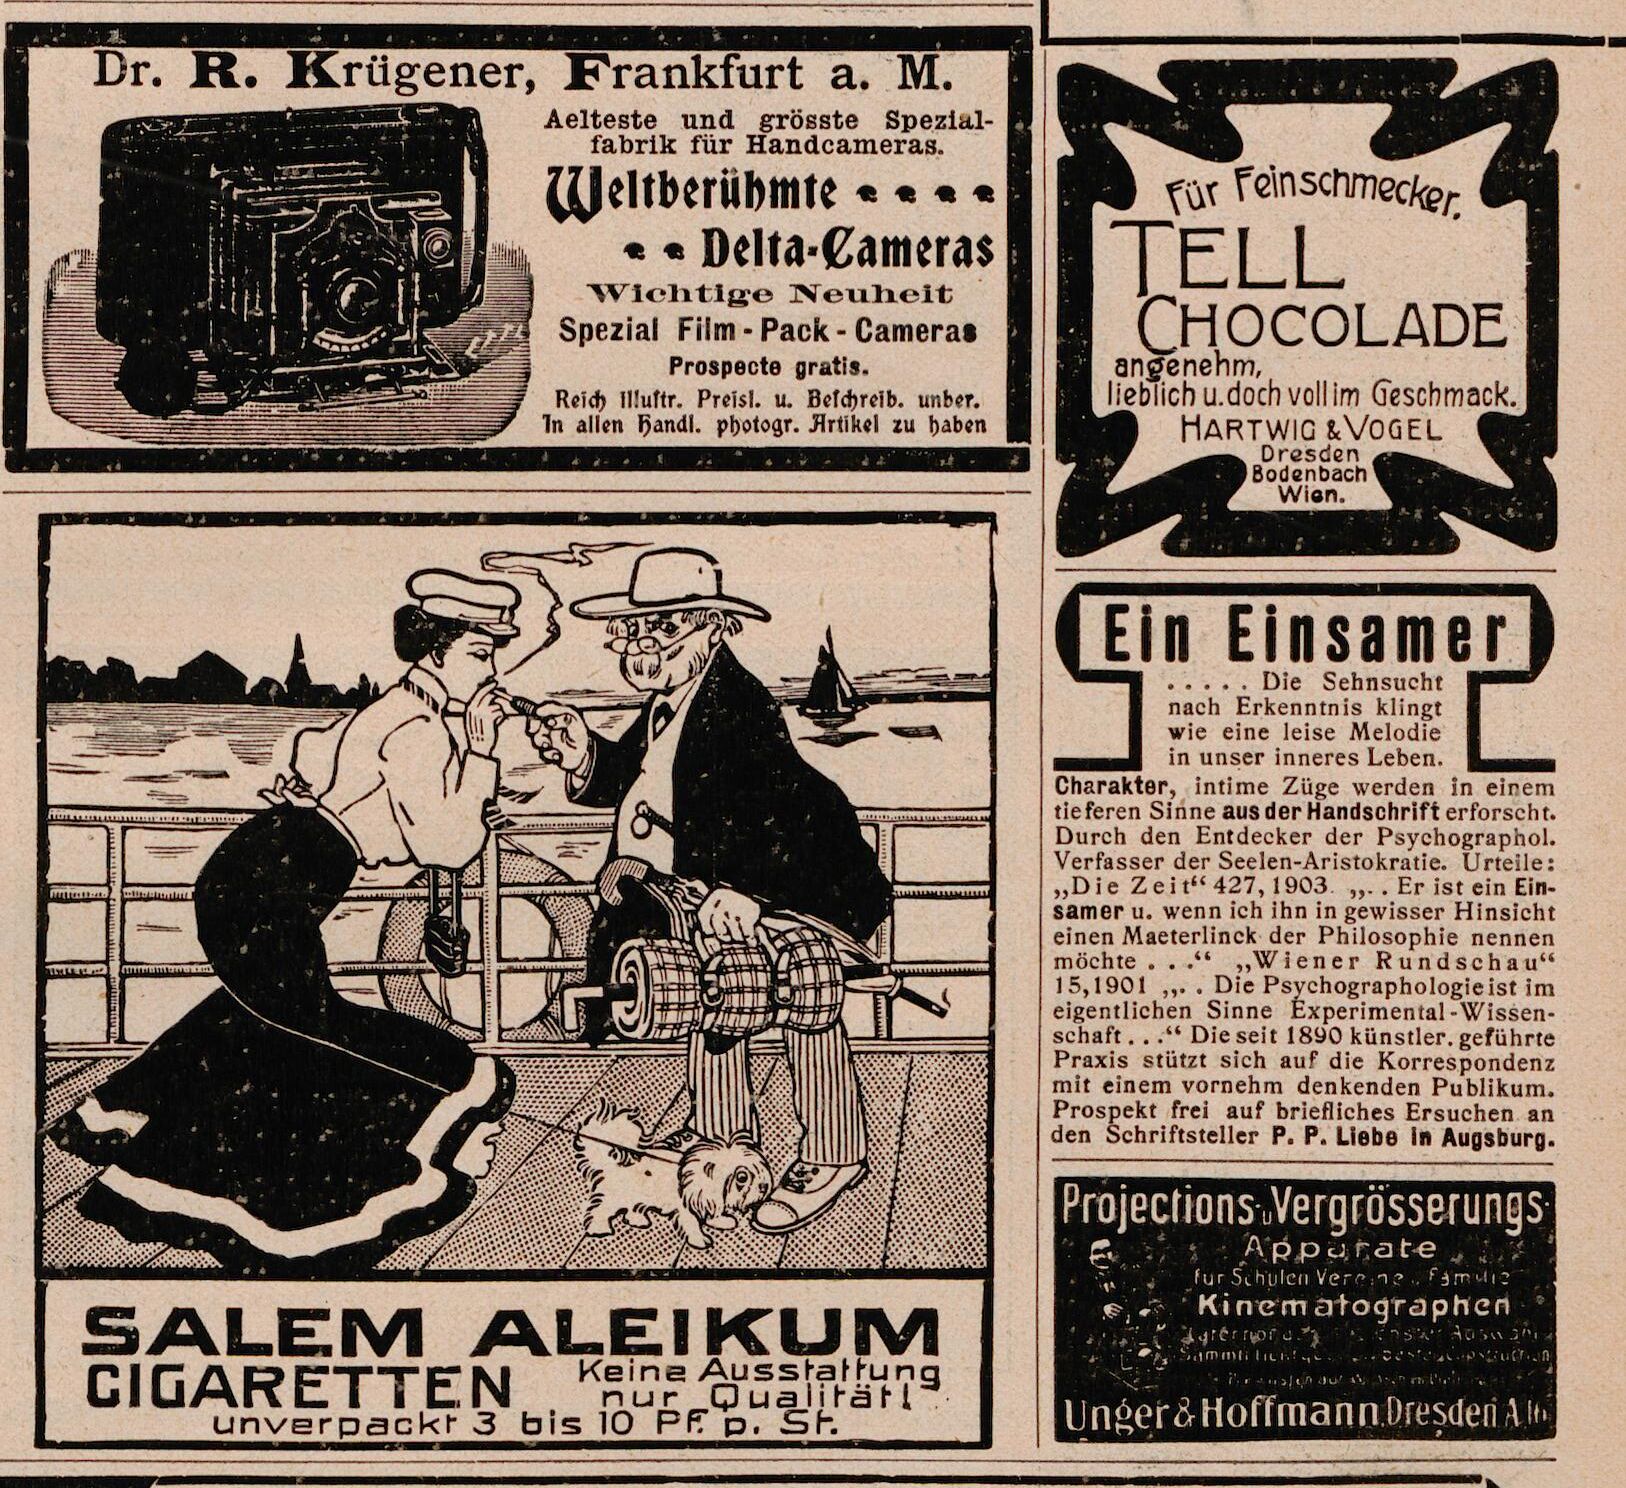 Dr. R. Krügener, Frankfurt a. M.
Aelteste und grösste Spezial-
fabrik für Handcameras.
Weltberühmte
Delta-Cameras
Wichtige Neuheit
Spezial Film-Pack-Cameras
Prospecte gratis.
Reich Illustr. Preisl. u. Beschreib. unber.
In allen Handl. photogr. Artikel zu haben
SALEM ALEIKUM
CIGARETTEN
Keine Ausstattung
nur Qualität!
unverpackt 3 bis 10 Pf. p. St.
Für Feinschmecker.
TELL
CHOCOLADE
angenehm,
lieblich u. doch voll im Geschmack.
HARTWIG & VOGEL
Dresden
Bodenbach
Wien.
Ein Einsamer
..... Die Sehnsucht
nach Erkenntnis klingt
wie eine leise Melodie
in unser inneres Leben.
Charakter, intime Züge werden in einem
tieferen Sinne aus der Handschrift erforscht.
Durch den Entdecker der Psychographol.
Verfasser der Seelen-Aristokratie. Urteile:
„Die Zeit“ 427, 1903. „.. Er ist ein Ein-
samer u. wenn ich ihn in gewisser Hinsicht
einen Maeterlinck der Philosophie nennen
möchte ...“ „Wiener Rundschau“
15,1901 „.. Die Psychographologie ist im
eigentlichen Sinne Experimental-Wissen-
schaft...“ Die seit 1890 künstler. geführte
Praxis stützt sich auf die Korrespondenz
mit einem vornehm denkenden Publikum.
Prospekt frei auf briefliches Ersuchen an
den Schriftsteller P. P. Liebe in Augsburg.
Projections- u Vergrösserungs-
Apparate
für Schulen Vereine Familie
Kinematographen
Unger & Hoffmann, Dresden A 16